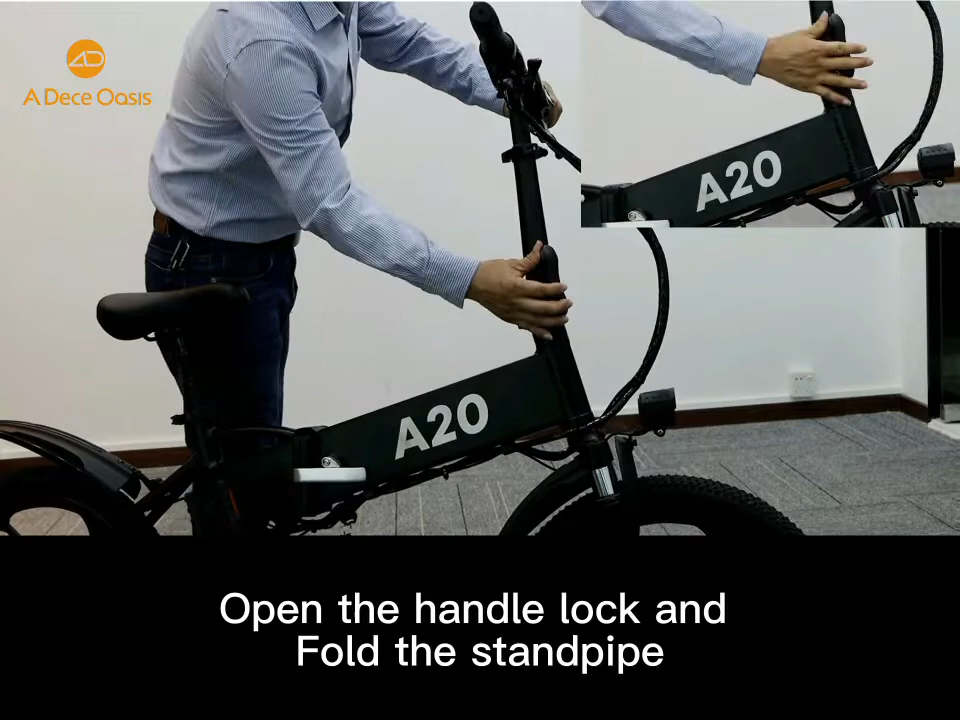 A Dece Oasis
A20
A20
Open the handle lock and
Fold the standpipe